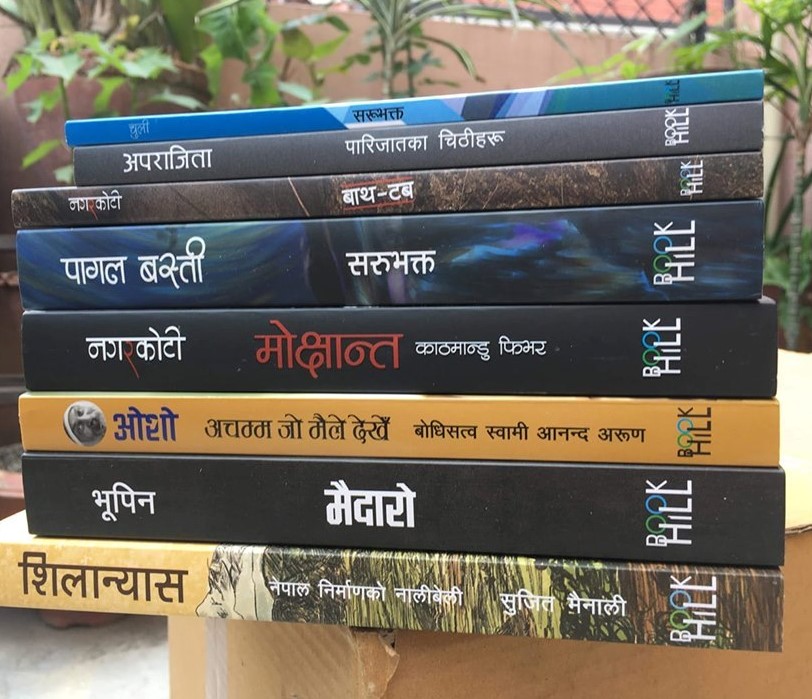 चुली सरुभक्त BOOK HILL
अपराजिता पारिजातका चिठीहरू BOOK HILL
नगरकोटी बाथ-टब BOOK HILL
पागल बस्ती सरुभक्त BOOK HILL
नगरकोटी मोक्षान्त काठमान्डु फिभर BOOK HILL
ओशो अचम्म जो मैले देखेँ बोधिसत्व स्वामी आनन्द अरूण BOOK HILL
भूपिन मैदारो BOOK HILL
शिलान्यास नेपाल निर्माणको नालीबेली सुजित मैनाली BOOK HILL